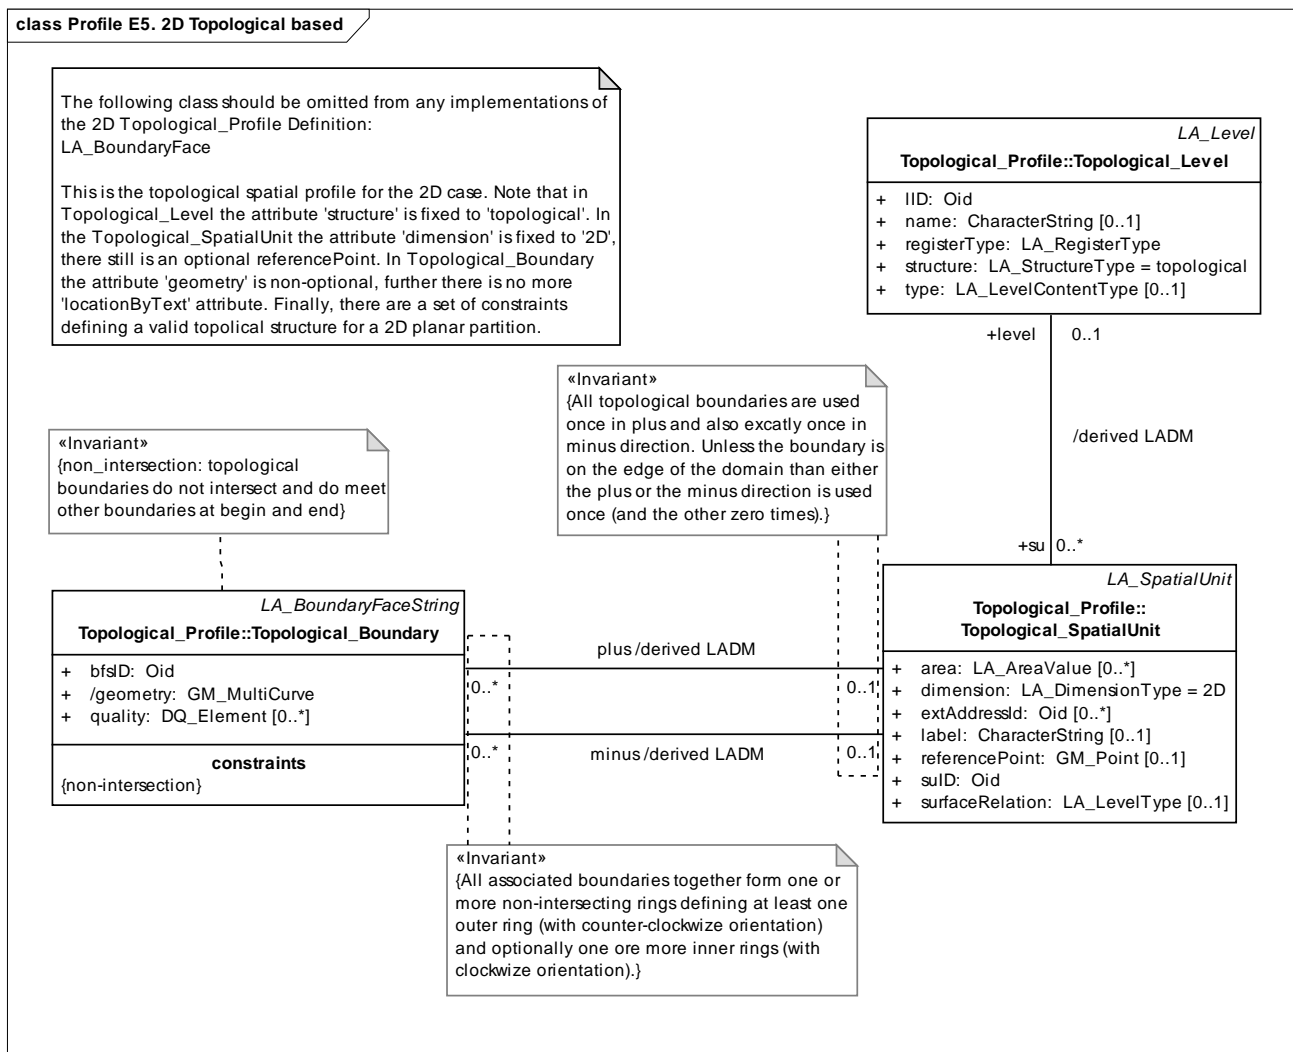 class Profile E5. 2D Topological based
The following class should be omitted from any implementations of
the 2D Topological_Profile Definition:
LA_BoundaryFace
This is the topological spatial profile for the 2D case. Note that in
Topological_Level the attribute 'structure' is fixed to 'topological'. In
the Topological_SpatialUnit the attribute 'dimension' is fixed to '2D',
there still is an optional referencePoint. In Topological_Boundary
the attribute 'geometry' is non-optional, further there is no more
'locationByText' attribute. Finally, there are a set of constraints
defining a valid topolical structure for a 2D planar partition.
LA_Level
Topological_Profile::Topological_Level
+ lID: Oid
+ name: CharacterString [0..1]
+ registerType: LA_RegisterType
+ structure: LA_StructureType = topological
+ type: LA_LevelContentType [0..1]
+level 0..1
/derived LADM
+su 0..*
«Invariant»
{All topological boundaries are used
once in plus and also excatly once in
minus direction. Unless the boundary is
on the edge of the domain than either
the plus or the minus direction is used
once (and the other zero times).}
«Invariant»
{non_intersection: topological
boundaries do not intersect and do meet
other boundaries at begin and end}
LA_BoundaryFaceString
Topological_Profile::Topological_Boundary
+ bfsID: Oid
+ /geometry: GM_MultiCurve
+ quality: DQ_Element [0..*]
constraints
{non-intersection}
plus /derived LADM
0..* 0..1
minus /derived LADM
0..* 0..1
LA_SpatialUnit
Topological_Profile::
Topological_SpatialUnit
+ area: LA_AreaValue [0..*]
+ dimension: LA_DimensionType = 2D
+ extAddressId: Oid [0..*]
+ label: CharacterString [0..1]
+ referencePoint: GM_Point [0..1]
+ suID: Oid
+ surfaceRelation: LA_LevelType [0..1]
«Invariant»
{All associated boundaries together form one or
more non-intersecting rings defining at least one
outer ring (with counter-clockwize orientation)
and optionally one ore more inner rings (with
clockwize orientation).}